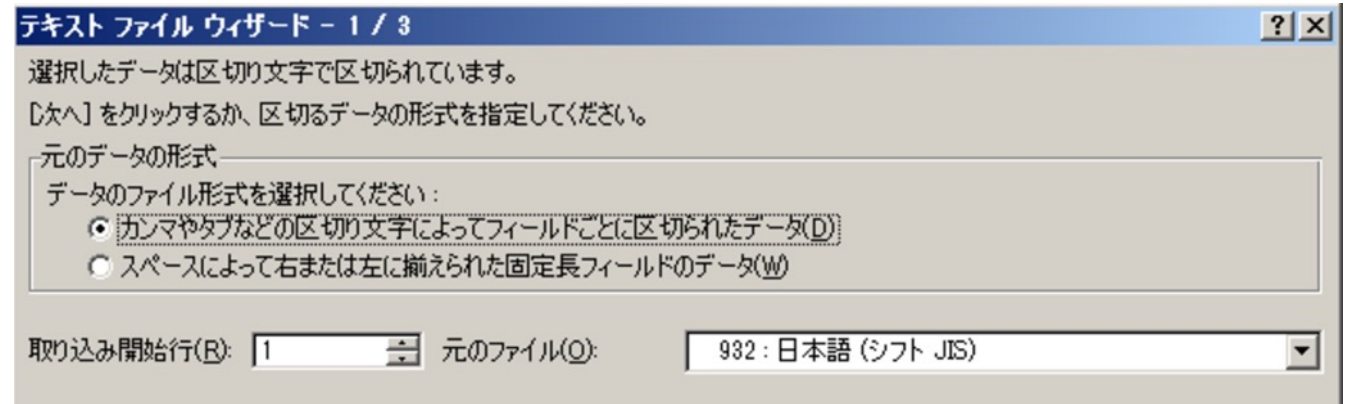 テキスト ファイル ウィザード - 1 / 3
選択したデータは区切り文字で区切られています。
[次へ] をクリックするか、区切るデータの形式を指定してください。
元のデータの形式
データのファイル形式を選択してください:
カンマやタブなどの区切り文字によってフィールドごとに区切られたデータ(D)
スペースによって右または左に揃えられた固定長フィールドのデータ(W)
取り込み開始行(R): 1 元のファイル(O): 932 : 日本語 (シフト JIS)